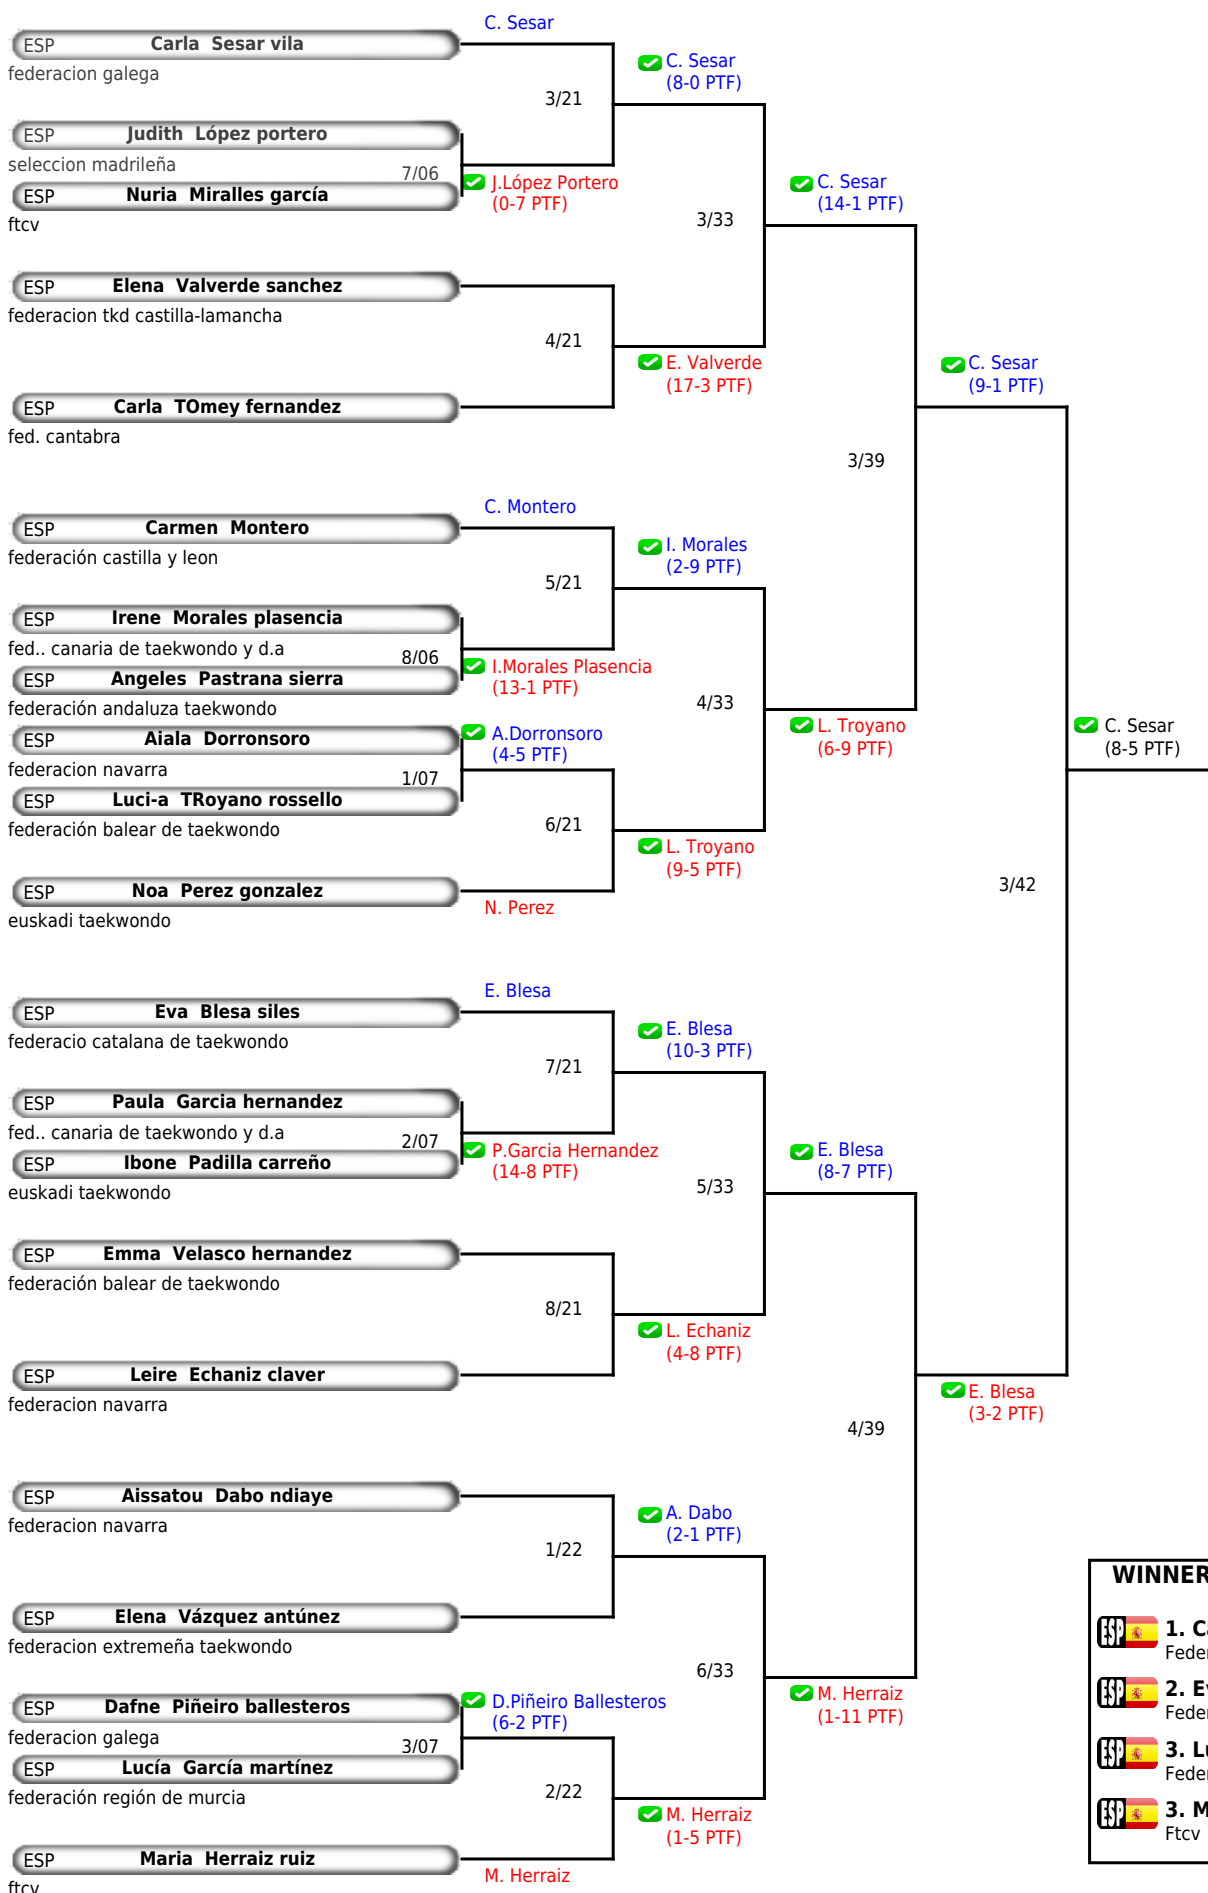 C. Sesar
ESP Carla Sesar vila
federacion galega
C. Sesar
(8-0 PTF)
3/21
ESP Judith López portero
seleccion madrileña
7/06
J.López Portero
(0-7 PTF)
ESP Nuria Miralles garcía
ftcv
C. Sesar
(14-1 PTF)
3/33
ESP Elena Valverde sanchez
federacion tkd castilla-lamancha
4/21
E. Valverde
(17-3 PTF)
C. Sesar
(9-1 PTF)
ESP Carla TOmey fernandez
fed. cantabra
3/39
C. Montero
ESP Carmen Montero
federación castilla y leon
I. Morales
(2-9 PTF)
5/21
ESP Irene Morales plasencia
fed.. canaria de taekwondo y d.a
8/06
I.Morales Plasencia
(13-1 PTF)
ESP Angeles Pastrana sierra
federación andaluza taekwondo
4/33
L. Troyano
(6-9 PTF)
C. Sesar
(8-5 PTF)
ESP Aiala Dorronsoro
A.Dorronsoro
(4-5 PTF)
federacion navarra
1/07
ESP Luci-a TRoyano rossello
federación balear de taekwondo
6/21
L. Troyano
(9-5 PTF)
ESP Noa Perez gonzalez
N. Perez
euskadi taekwondo
3/42
E. Blesa
ESP Eva Blesa siles
federacio catalana de taekwondo
E. Blesa
(10-3 PTF)
7/21
ESP Paula Garcia hernandez
fed.. canaria de taekwondo y d.a
2/07
P.Garcia Hernandez
(14-8 PTF)
ESP Ibone Padilla carreño
euskadi taekwondo
E. Blesa
(8-7 PTF)
5/33
ESP Emma Velasco hernandez
federación balear de taekwondo
8/21
L. Echaniz
(4-8 PTF)
ESP Leire Echaniz claver
federacion navarra
E. Blesa
(3-2 PTF)
4/39
ESP Aissatou Dabo ndiaye
federacion navarra
A. Dabo
(2-1 PTF)
1/22
ESP Elena Vázquez antúnez
federacion extremeña taekwondo
6/33
M. Herraiz
(1-11 PTF)
ESP Dafne Piñeiro ballesteros
D.Piñeiro Ballesteros
(6-2 PTF)
federacion galega
3/07
ESP Lucía García martínez
federación región de murcia
2/22
M. Herraiz
(1-5 PTF)
ESP Maria Herraiz ruiz
M. Herraiz
ftcv
WINNER
ESP 1. Ca
Feder
ESP 2. Ev
Feder
ESP 3. Lu
Feder
ESP 3. M
Ftcv